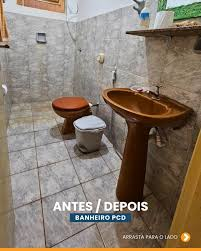 ANTES / DEPOIS
BANHEIRO PCD
ARRASTA PARA O LADO